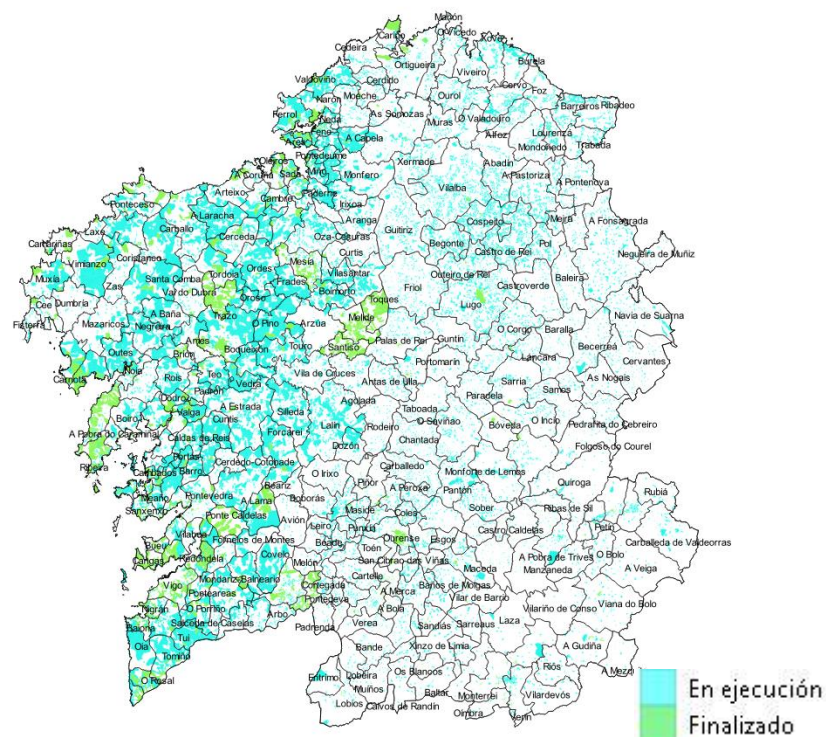 Mañón
Cariño
O Vicedo
Xove
Cedeira
Ortigueira
Viveiro
Burela
Cervo
Foz
Valdoviño
Cerdido
Moeche
Narón
Ourol
Barreiros
Ribadeo
Ferrol
Neda
As Somozas
Muras
O Valadouro
Fene
Alfoz
Lourenzá
Ares
A Capela
Mondoñedo
Trabada
Pontedeume
Oleiros
Miño
Monfero
Xermade
Abadín
A Coruña
Sada
A Pastoriza
A Pontenova
Arteixo
Cambre
Paderne
Irixoa
Vilalba
Ponteceso
A Laracha
Aranga
Cospeito
Meira
A Fonsagrada
Laxe
Carballo
Oza-Cesuras
Guitiriz
Camariñas
Cerceda
Begonte
Pol
Coristanco
Curtis
Castro de Rei
Negueira de Muñiz
Vimianzo
Mesía
Muxía
Zas
Santa Comba
Tordoia
Ordes
Vilasantar
Outeiro de Rei
Baleira
Val do Dubra
Frades
Boimorto
Friol
Castroverde
Cee
Dumbría
Oroso
Toques
Lugo
Navia de Suarna
A Baña
Trazo
Melide
Fisterra
Mazaricos
Negreira
O Pino
Arzúa
O Corgo
Baralla
Outes
Ames
Boqueixón
Touro
Santiso
Palas de Rei
Guntín
Becerreá
Brión
Portomarín
Láncara
Cervantes
Carnota
Noia
Rois
Teo
Vedra
Vila de Cruces
Antas de Ulla
Sarria
Samos
As Nogais
Padrón
Dodro
A Estrada
Silleda
Agolada
Paradela
Boiro
Valga
Taboada
Cuntis
Lalín
Rodeiro
O Saviñao
Bóveda
O Incio
Pedrafita do Cebreiro
A Pobra do Caramiñal
Caldas de Reis
Forcarei
Chantada
Folgoso do Courel
Ribeira
Portas
Dozón
Cambados
Barro
Cerdedo-Cotobade
O Irixo
Carballedo
Monforte de Lemos
Meaño
Beariz
Piñor
Quiroga
Rubiá
Sanxenxo
Pontevedra
A Lama
Boborás
A Peroxa
Pantón
Ponte Caldelas
Maside
Coles
Sober
Ribas de Sil
Avión
Leiro
Punxín
Castro Caldelas
Petín
Carballeda de Valdeorras
Vilaboa
Fornelos de Montes
Beade
Ourense
Esgos
Bueu
Toén
A Pobra de Trives
O Bolo
Cangas
Redondela
Covelo
Melón
San Cibrao das Viñas
Maceda
Manzaneda
A Veiga
Vigo
Mondariz-Balneario
Cartelle
Baños de Molgas
Ponteareas
Cortegada
A Merca
Vilar de Barrio
Viana do Bolo
Nigrán
O Porriño
Pontedeva
A Bola
Vilariño de Conso
Salceda de Caselas
Arbo
Padrenda
Verea
Sandiás
Sarreaus
Laza
Baiona
Oia
Tui
Bande
Xinzo de Limia
A Gudiña
Tomiño
Riós
Entrimo
Lobeira
Os Blancos
A Mezquita
O Rosal
Muíños
Baltar
Monterrei
Vilardevós
Lobios
Calvos de Randín
Oímbra
Verín
En ejecución
Finalizado